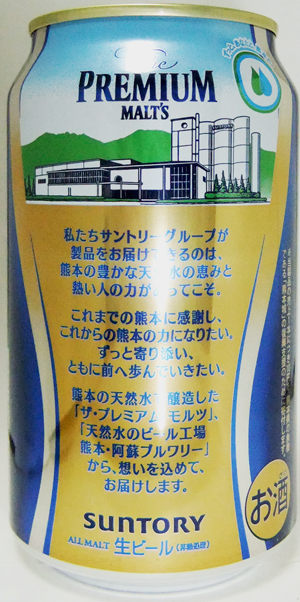 The
PREMIUM
MALT'S
私たちサントリーグループが
製品をお届けできるのは、
熊本の豊かな天然水の恵みと
熱い人の力があってこそ。
これまでの熊本に感謝し、
これからの熊本の力になりたい。
ずっと寄り添い、
ともに前へ歩んでいきたい。
熊本の天然水で醸造した
「ザ・プレミアム・モルツ」を
「天然水のビール工場
熊本・阿蘇ブルワリー」
から、想いを込めて、
お届けします。
お酒
SUNTORY
ALL MALT 生ビール (非熱処理)